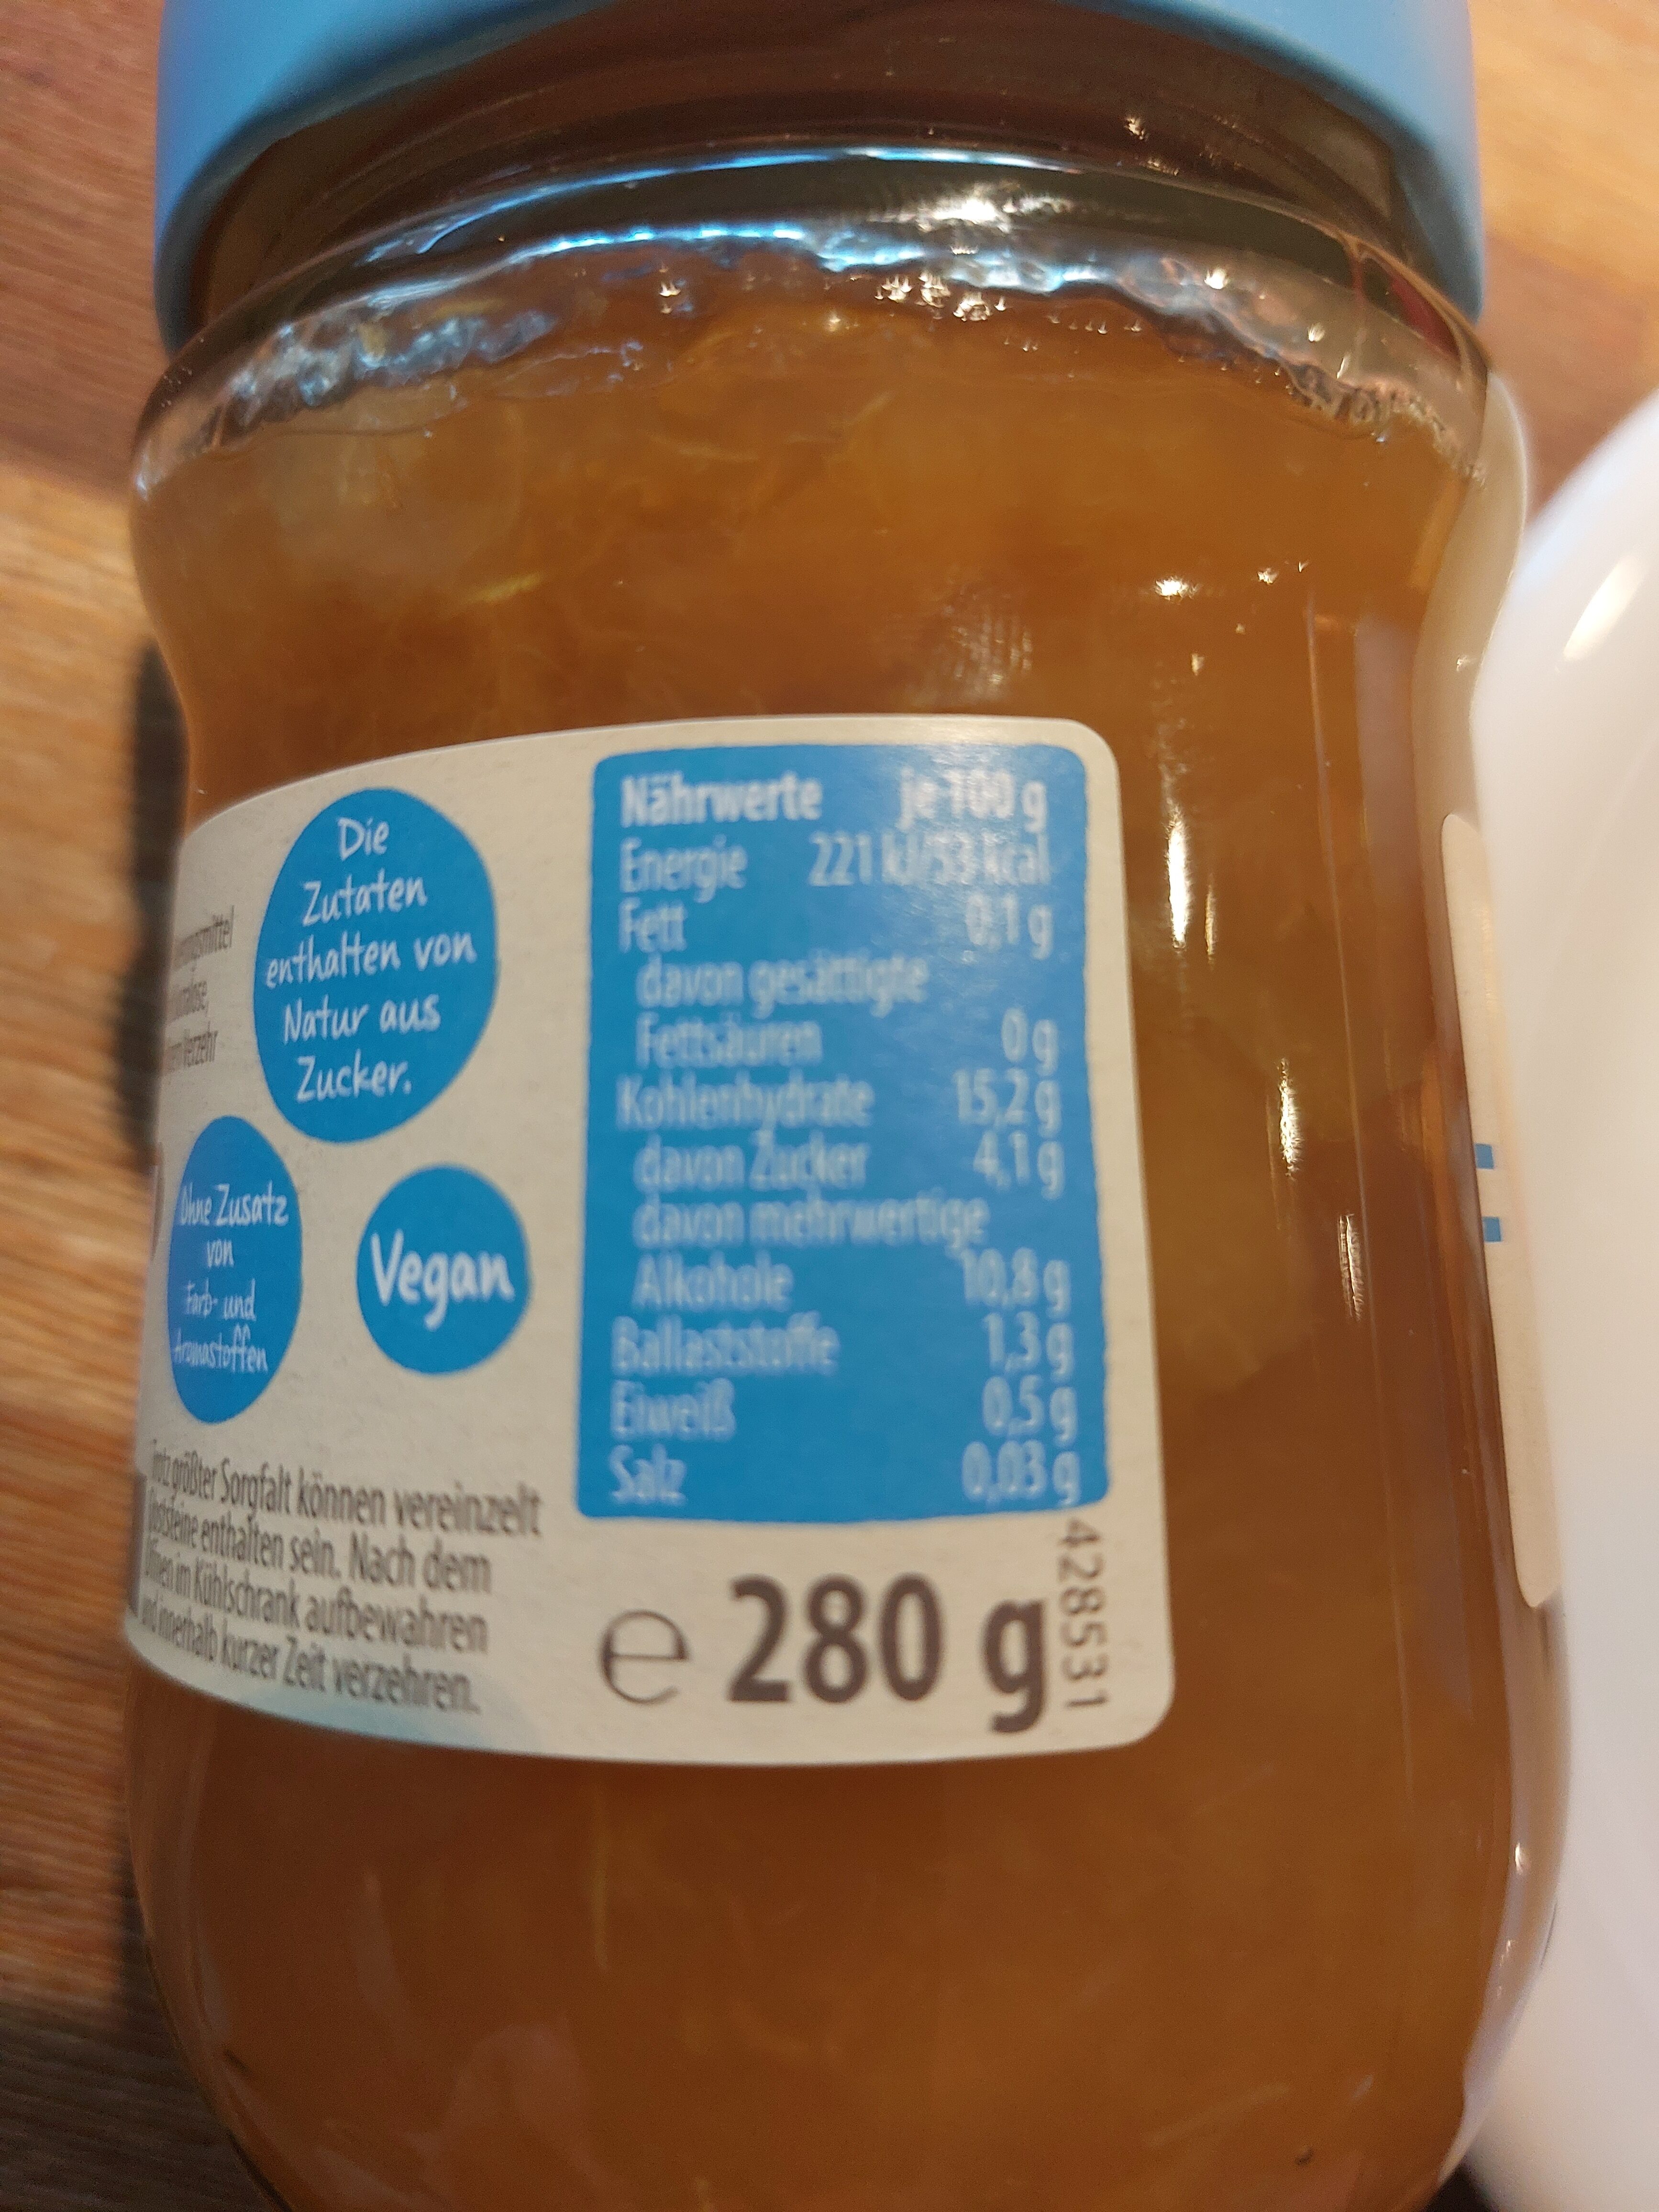 Die
Zutaten
enthalten von
Natur aus
Zucker.
Ohne Zusatz
von
Farb- und
Aromastoffen
Vegan
Trotz größter Sorgfalt können vereinzelt
enthalten sein. Nach dem
Öffnen im Kühlschrank aufbewahren
und innerhalb kurzer Zeit verzehren.
Nährwerte je 100 g
Energie 221 kJ/53 kcal
Fett 0,1 g
davon gesättigte
Fettsäuren 0 g
Kohlenhydrate 15,2 g
davon Zucker 4,1 g
davon mehrwertige
Alkohole 10,8 g
Ballaststoffe 1,3 g
Eiweiß 0,5 g
Salz 0,03 g
e 280 g
428531